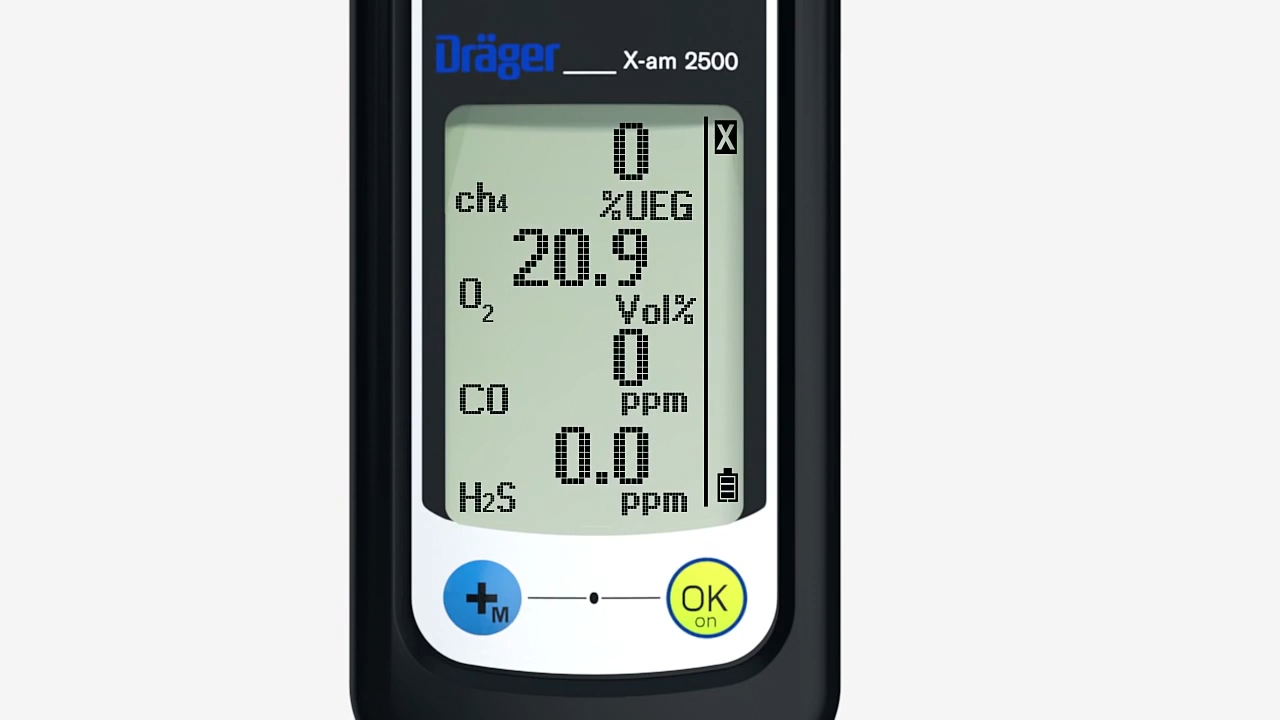 Dräger X-am 2500
0
X
ch4 %UEG
20.9
O2 Vol%
0
CO ppm
0.0
H2S ppm
+M OK
on